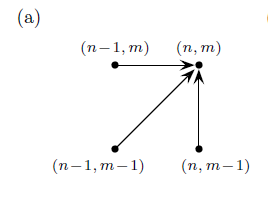 (a)
(n−1, m) (n, m)
(n−1, m−1) (n, m−1)